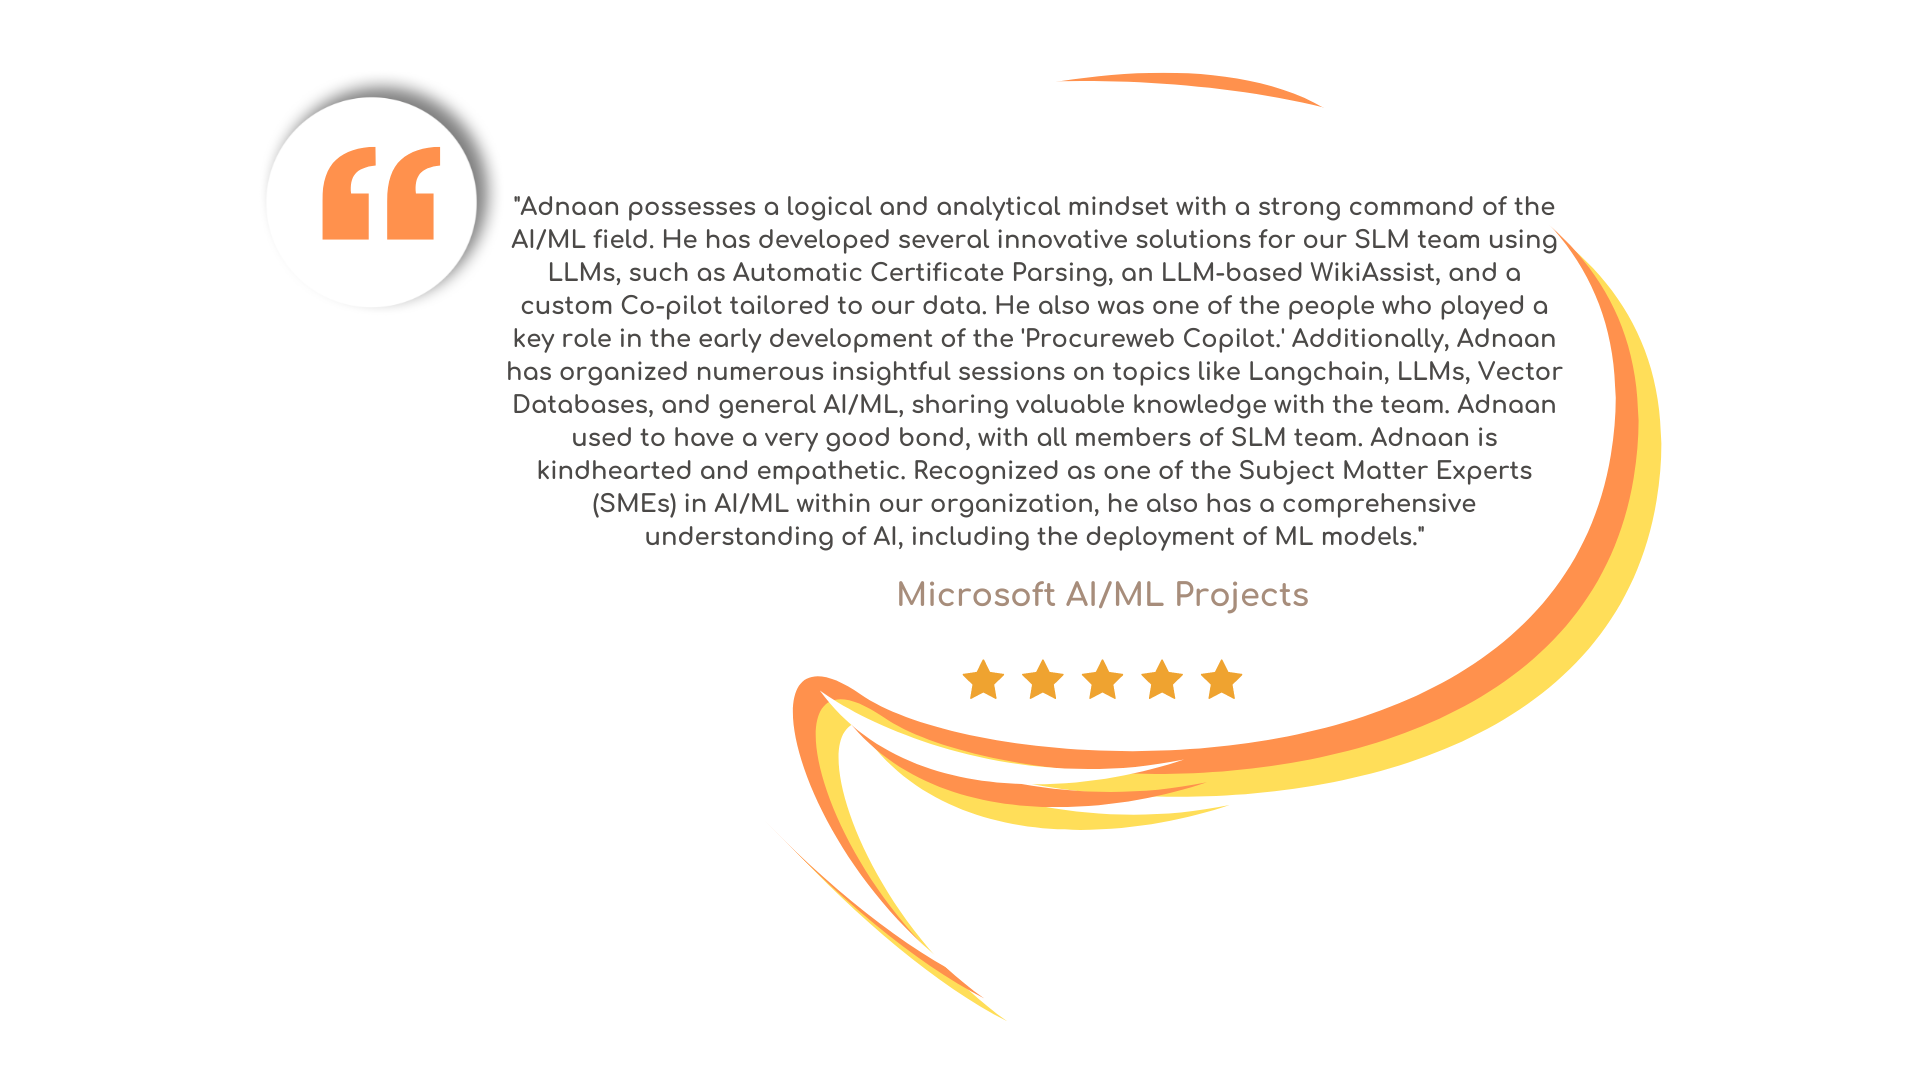 "Adnaan possesses a logical and analytical mindset with a strong command of the
AI/ML field. He has developed several innovative solutions for our SLM team using
LLMs, such as Automatic Certificate Parsing, an LLM-based WikiAssist, and a
custom Co-pilot tailored to our data. He also was one of the people who played a
key role in the early development of the 'Procureweb Copilot.' Additionally, Adnaan
has organized numerous insightful sessions on topics like Langchain, LLMs, Vector
Databases, and general AI/ML, sharing valuable knowledge with the team. Adnaan
used to have a very good bond, with all members of SLM team. Adnaan is
kindhearted and empathetic. Recognized as one of the Subject Matter Experts
(SMEs) in AI/ML within our organization, he also has a comprehensive
understanding of AI, including the deployment of ML models."
Microsoft AI/ML Projects